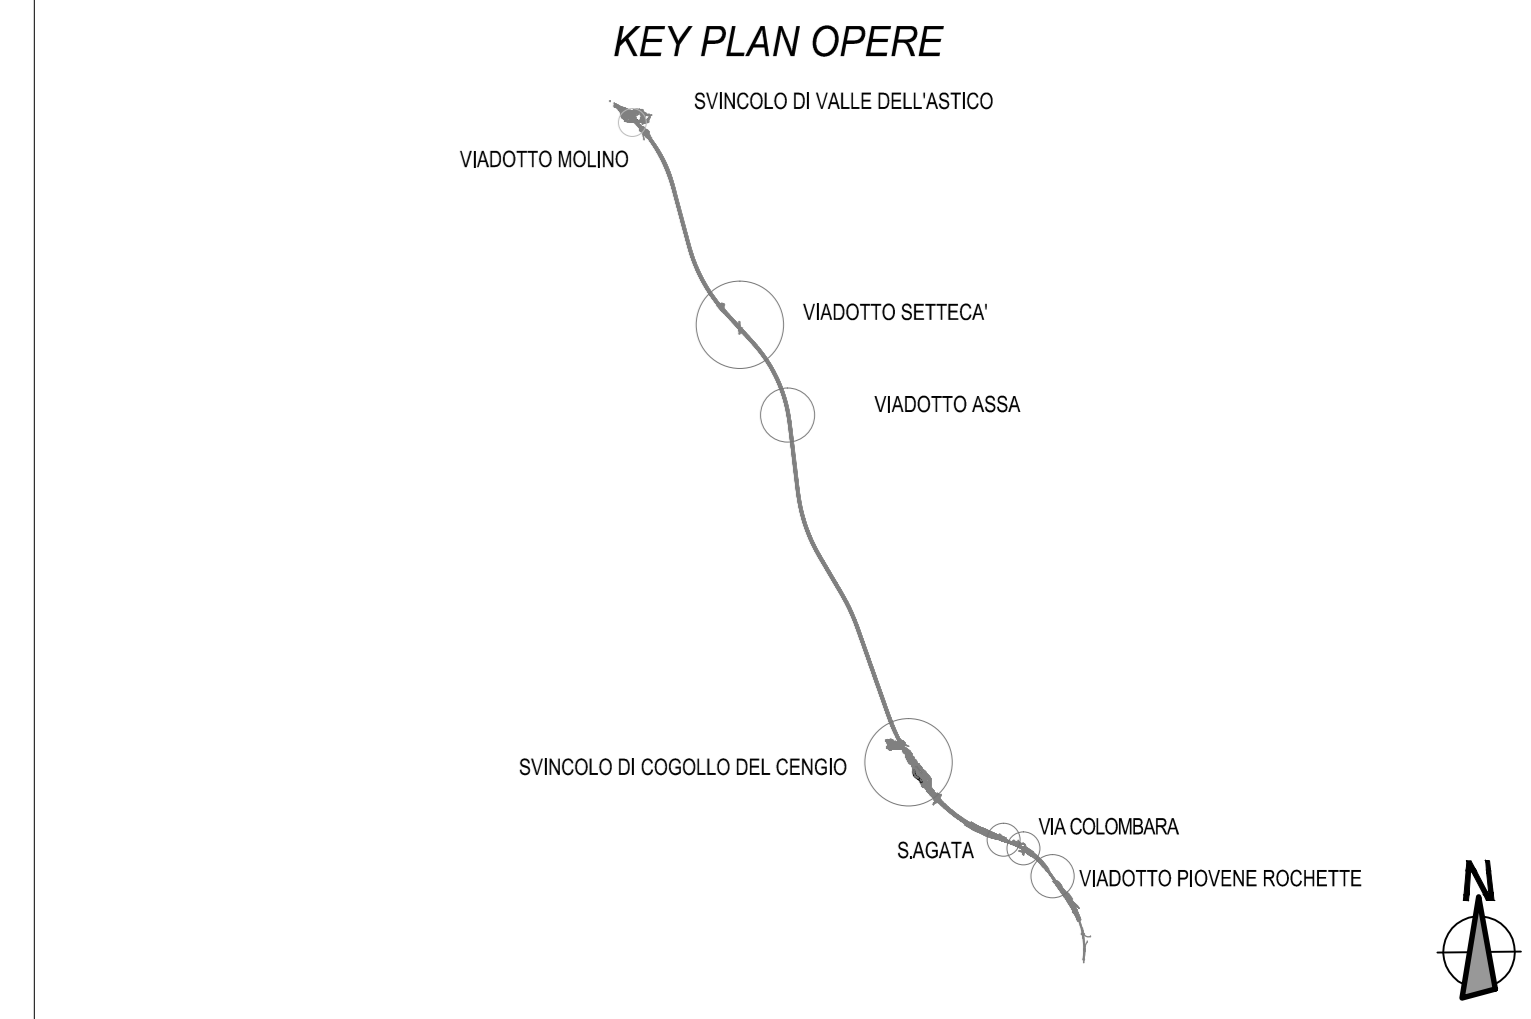 KEY PLAN OPERE
SVINCOLO DI VALLE DELL'ASTICO
VIADOTTO MOLINO
VIADOTTO SETTECA'
VIADOTTO ASSA
SVINCOLO DI COGOLLO DEL CENGIO
VIA COLOMBARA
S.AGATA
VIADOTTO PIOVENE ROCHETTE
N